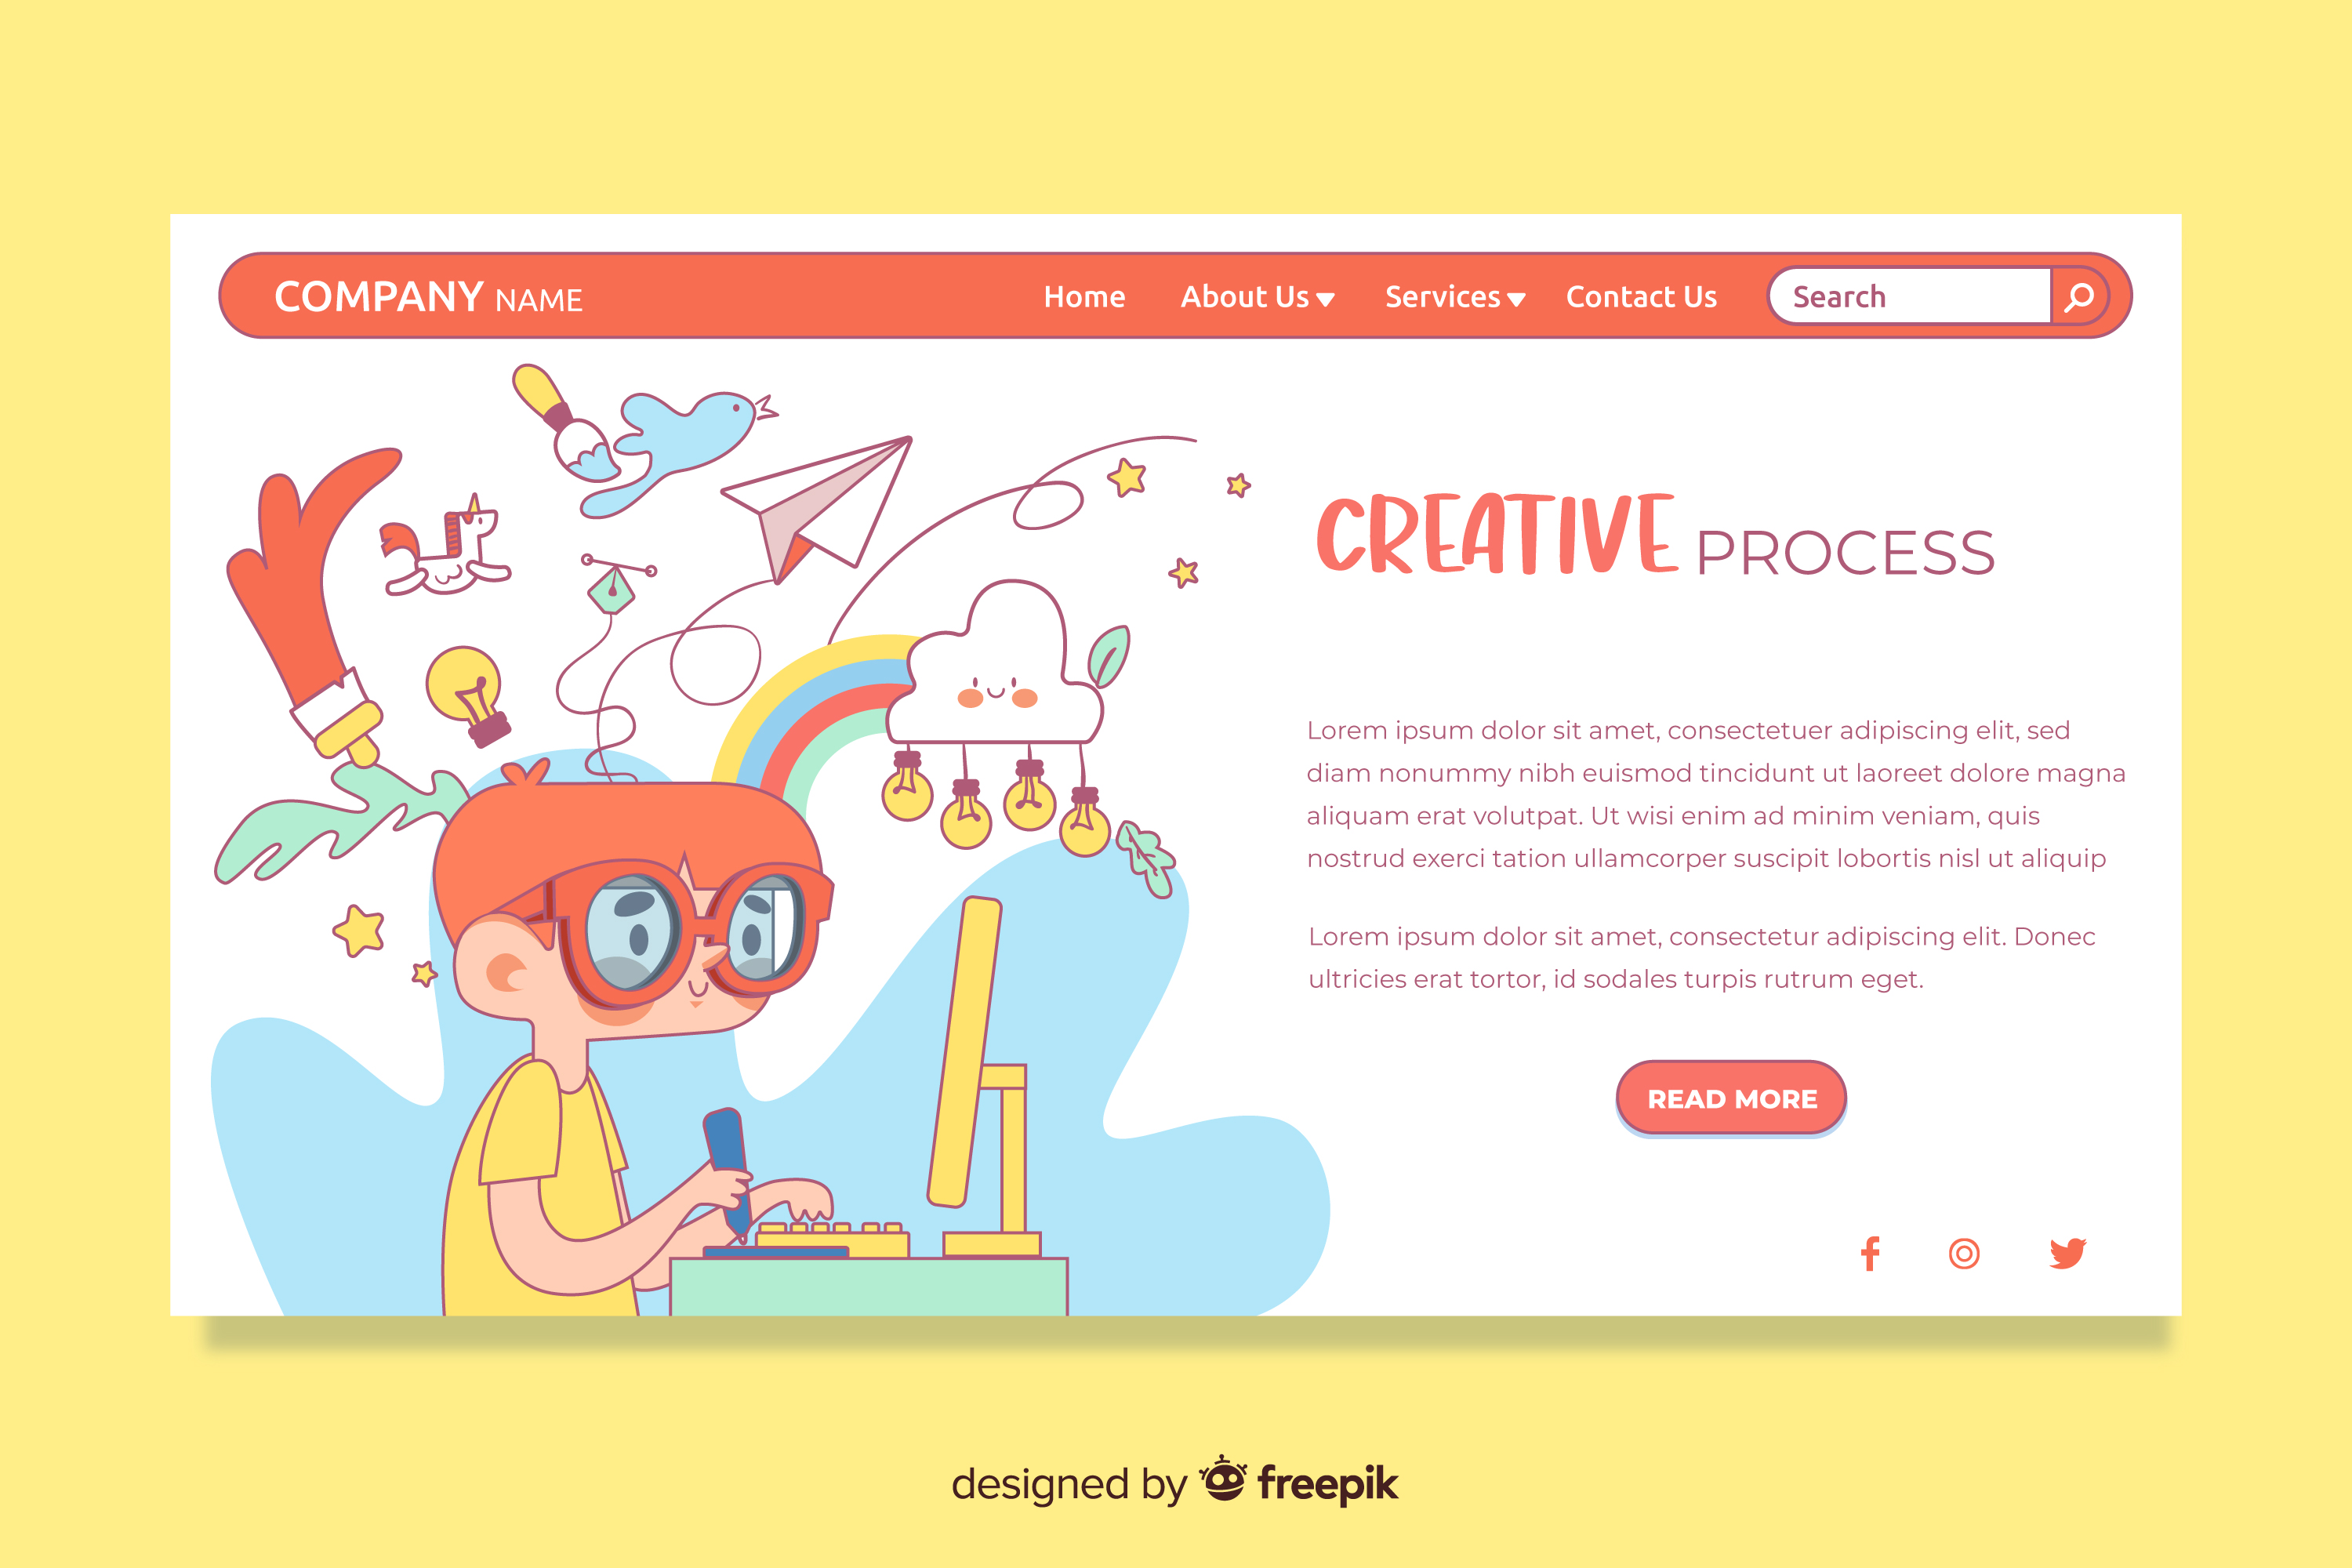 COMPANY NAME
Home About Us Services Contact Us Search
CREATIVE PROCESS
Lorem ipsum dolor sit amet, consectetuer adipiscing elit, sed
diam nonummy nibh euismod tincidunt ut laoreet dolore magna
aliquam erat volutpat. Ut wisi enim ad minim veniam, quis
nostrud exerci tation ullamcorper suscipit lobortis nisl ut aliquip
Lorem ipsum dolor sit amet, consectetur adipiscing elit. Donec
ultricies erat tortor, id sodales turpis rutrum eget.
READ MORE
designed by freepik